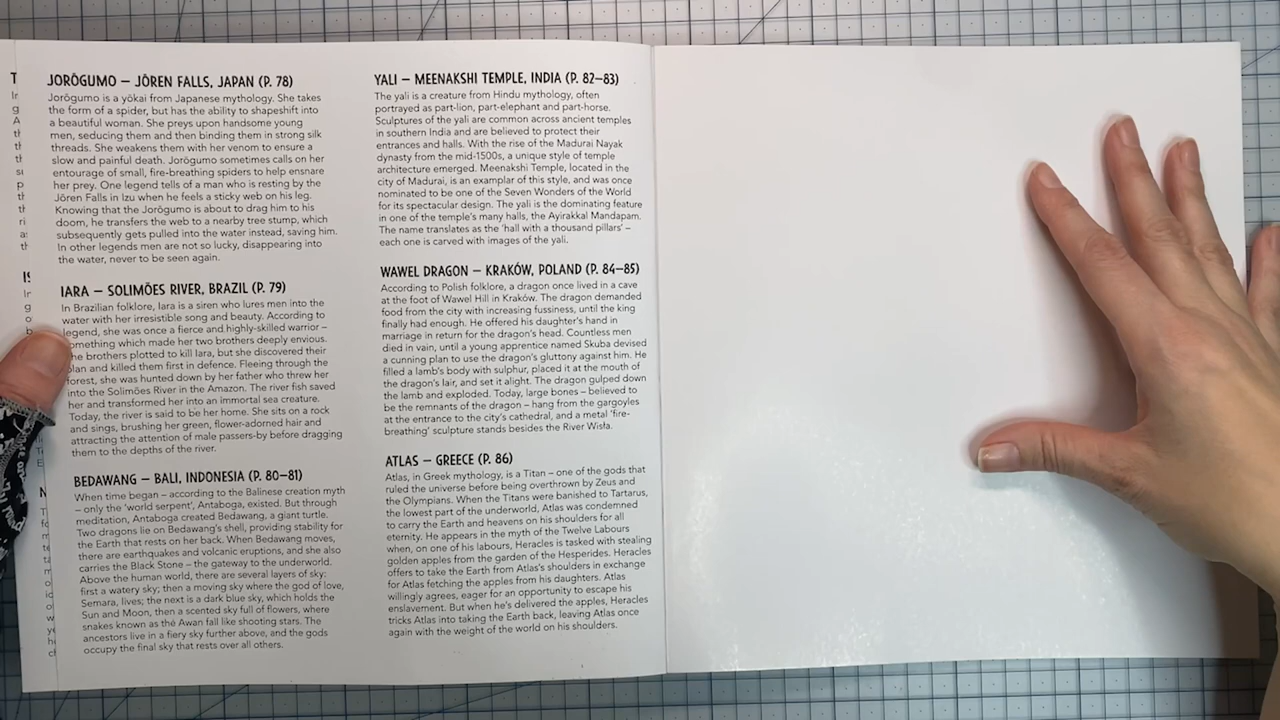 JORŌGUMO – JŌREN FALLS, JAPAN (P. 78)
Jorōgumo is a yōkai from Japanese mythology. She takes
the form of a spider, but has the ability to shapeshift into
a beautiful woman. She preys upon handsome young
men, seducing them and then binding them in strong silk
threads. She weakens them with her venom to ensure a
slow and painful death. Jorōgumo sometimes calls on her
entourage of small, fire-breathing spiders to help ensnare
her prey. One legend tells of a man who is resting by the
Jōren Falls in Izu when he feels a sticky web on his leg.
Knowing that the Jorōgumo is about to drag him to his
doom, he transfers the web to a nearby tree stump, which
subsequently gets pulled into the water instead, saving him.
In other legends men are not so lucky, disappearing into
the water, never to be seen again.
IARA – SOLIMÕES RIVER, BRAZIL (P. 79)
In Brazilian folklore, Iara is a siren who lures men into the
water with her irresistible song and beauty. According to
legend, she was once a fierce and highly-skilled warrior –
omething which made her two brothers deeply envious.
he brothers plotted to kill Iara, but she discovered their
plan and killed them first in defence. Fleeing through the
forest, she was hunted down by her father who threw her
into the Solimões River in the Amazon. The river fish saved
her and transformed her into an immortal sea creature.
Today, the river is said to be her home. She sits on a rock
and sings, brushing her green, flower-adorned hair and
attracting the attention of male passers-by before dragging
them to the depths of the river.
BEDAWANG – BALI, INDONESIA (P. 80–81)
When time began – according to the Balinese creation myth
– only the 'world serpent', Antaboga, existed. But through
meditation, Antaboga created Bedawang, a giant turtle.
Two dragons lie on Bedawang's shell, providing stability for
the Earth that rests on her back. When Bedawang moves,
there are earthquakes and volcanic eruptions, and she also
carries the Black Stone – the gateway to the underworld.
Above the human world, there are several layers of sky:
first a watery sky; then a moving sky where the god of love,
Semara, lives; the next is a dark blue sky, which holds the
Sun and Moon, then a scented sky full of flowers, where
snakes known as the Awan fall like shooting stars. The
ancestors live in a fiery sky further above, and the gods
occupy the final sky that rests over all others.
YALI – MEENAKSHI TEMPLE, INDIA (P. 82–83)
The yali is a creature from Hindu mythology, often
portrayed as part-lion, part-elephant and part-horse.
Sculptures of the yali are common across ancient temples
in southern India and are believed to protect their
entrances and halls. With the rise of the Madurai Nayak
dynasty from the mid-1500s, a unique style of temple
architecture emerged. Meenakshi Temple, located in the
city of Madurai, is an examplar of this style, and was once
nominated to be one of the Seven Wonders of the World
for its spectacular design. The yali is the dominating feature
in one of the temple's many halls, the Ayirakkal Mandapam.
The name translates as the 'hall with a thousand pillars' –
each one is carved with images of the yali.
WAWEL DRAGON – KRAKÓW, POLAND (P. 84–85)
According to Polish folklore, a dragon once lived in a cave
at the foot of Wawel Hill in Kraków. The dragon demanded
food from the city with increasing fussiness, until the king
finally had enough. He offered his daughter's hand in
marriage in return for the dragon's head. Countless men
died in vain, until a young apprentice named Skuba devised
a cunning plan to use the dragon's gluttony against him. He
filled a lamb's body with sulphur, placed it at the mouth of
the dragon's lair, and set it alight. The dragon gulped down
the lamb and exploded. Today, large bones – believed to
be the remnants of the dragon – hang from the gargoyles
at the entrance to the city's cathedral, and a metal 'fire-
breathing' sculpture stands besides the River Wisła.
ATLAS – GREECE (P. 86)
Atlas, in Greek mythology, is a Titan – one of the gods that
ruled the universe before being overthrown by Zeus and
the Olympians. When the Titans were banished to Tartarus,
the lowest part of the underworld, Atlas was condemned
to carry the Earth and heavens on his shoulders for all
eternity. He appears in the myth of the Twelve Labours
when, on one of his labours, Heracles is tasked with stealing
golden apples from the garden of the Hesperides. Heracles
offers to take the Earth from Atlas's shoulders in exchange
for Atlas fetching the apples from his daughters. Atlas
willingly agrees, eager for an opportunity to escape his
enslavement. But when he's delivered the apples, Heracles
tricks Atlas into taking the Earth back, leaving Atlas once
again with the weight of the world on his shoulders.